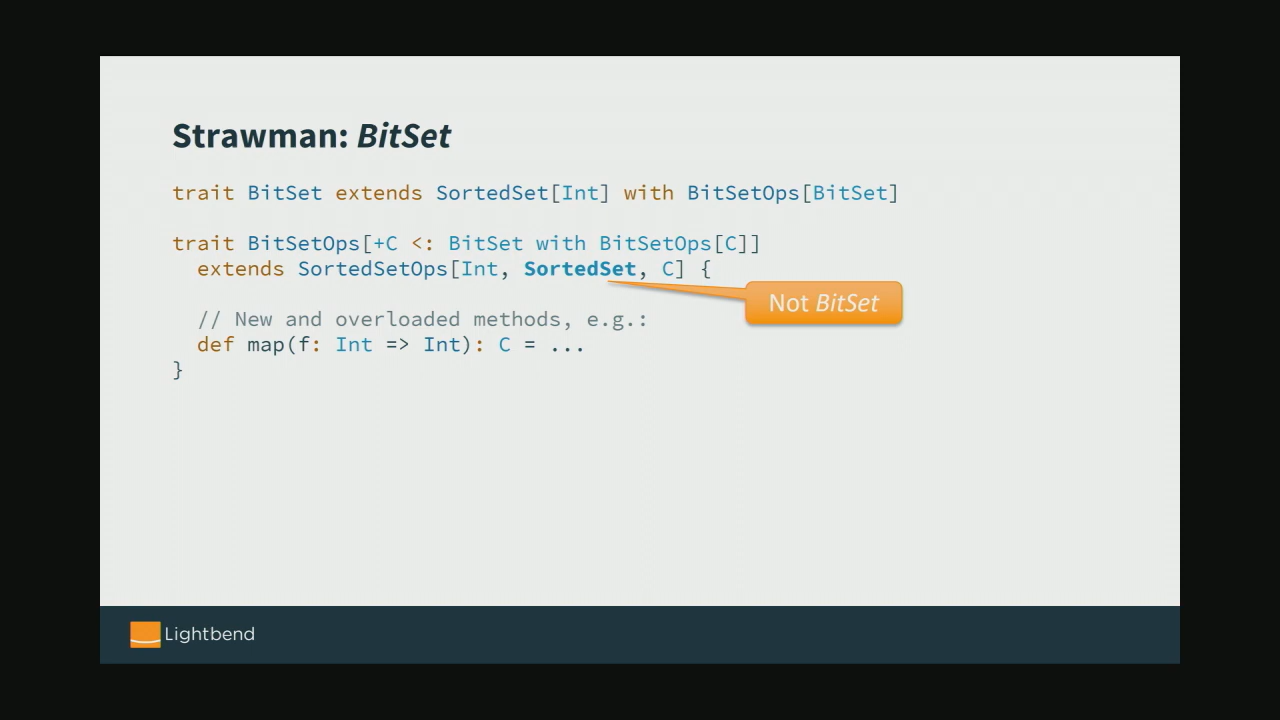 Strawman: BitSet
trait BitSet extends SortedSet[Int] with BitSetOps[BitSet]
trait BitSetOps[+C <: BitSet with BitSetOps[C]]
extends SortedSetOps[Int, SortedSet, C] {
Not BitSet
// New and overloaded methods, e.g.:
def map(f: Int => Int): C = ...
}
Lightbend